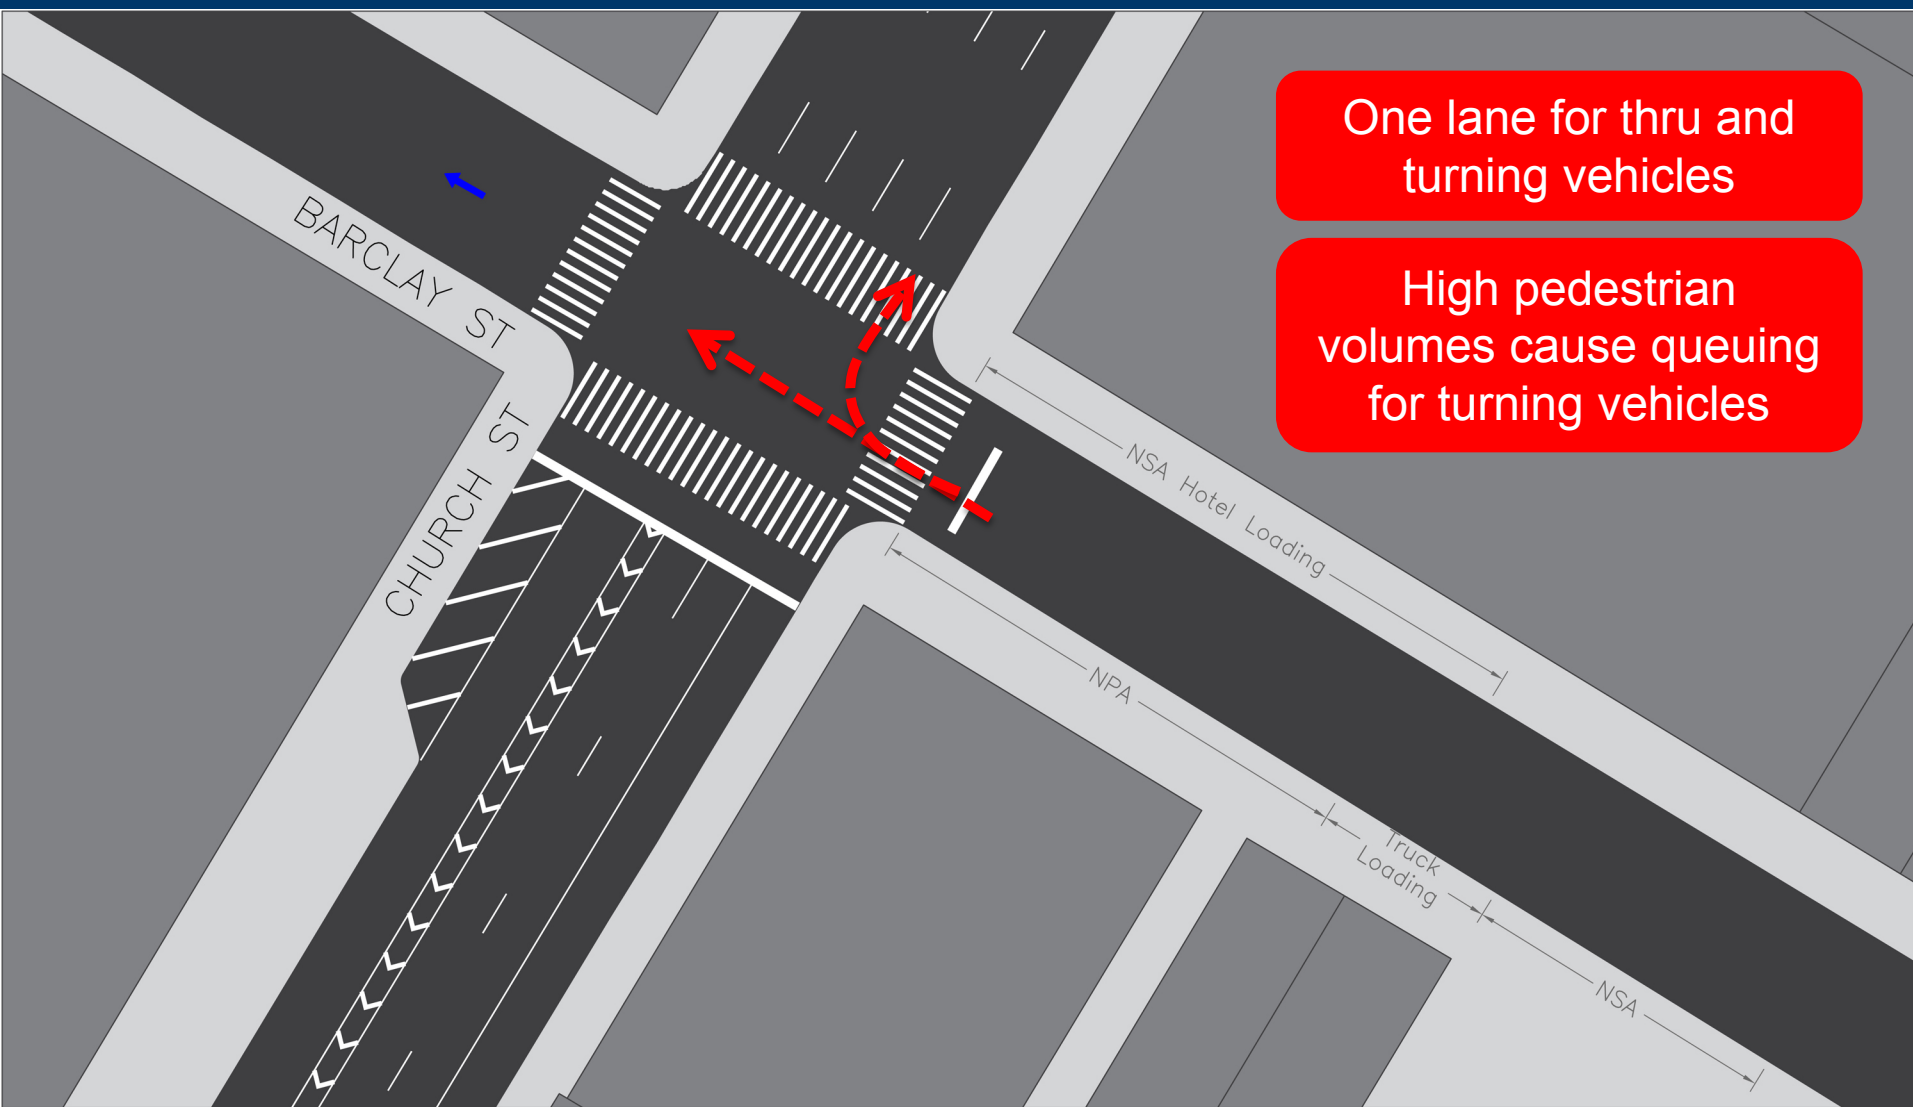 One lane for thru and
turning vehicles
High pedestrian
volumes cause queuing
for turning vehicles
BARCLAY ST
CHURCH ST
NSA Hotel Loading
NPA
Truck
Loading
NSA